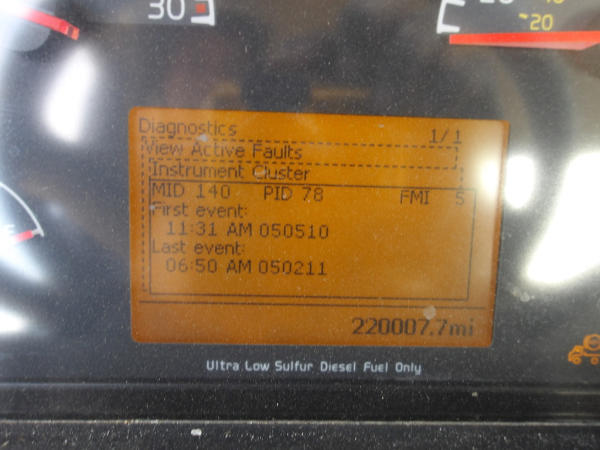 30
-20
Diagnostics 1/1
View Active Faults
Instrument Cluster
MID 140 PID 78 FMI 5
First event:
11:31 AM 050510
Last event:
06:50 AM 050211
220007.7mi
Ultra Low Sulfur Diesel Fuel Only